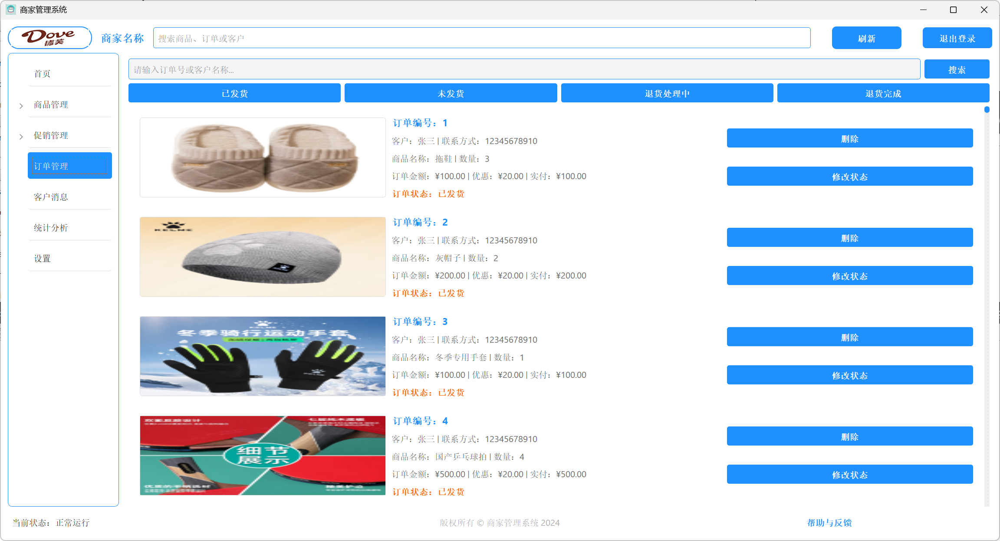 商家管理系统
Dove
德芙
商家名称
搜索商品、订单或客户
刷新
退出登录
首页
商品管理
促销管理
订单管理
客户消息
统计分析
设置
请输入订单号或客户名称...
搜索
已发货
未发货
退货处理中
退货完成
订单编号：1
客户：张三 | 联系方式：12345678910
商品名称：拖鞋 | 数量：3
订单金额：¥100.00 | 优惠：¥20.00 | 实付：¥100.00
订单状态：已发货
删除
修改状态
KELME
订单编号：2
客户：张三 | 联系方式：12345678910
商品名称：灰帽子 | 数量：2
订单金额：¥200.00 | 优惠：¥20.00 | 实付：¥200.00
订单状态：已发货
删除
修改状态
KELME
冬季骑行运动手套
订单编号：3
客户：张三 | 联系方式：12345678910
商品名称：冬季专用手套 | 数量：1
订单金额：¥100.00 | 优惠：¥20.00 | 实付：¥100.00
订单状态：已发货
删除
修改状态
双面反胶设计
七层纯木底板
细节
展示
优质的手柄选材
精美护边
订单编号：4
客户：张三 | 联系方式：12345678910
商品名称：国产乒乓球拍 | 数量：4
订单金额：¥500.00 | 优惠：¥20.00 | 实付：¥500.00
订单状态：已发货
删除
修改状态
当前状态：正常运行
版权所有 © 商家管理系统 2024
帮助与反馈